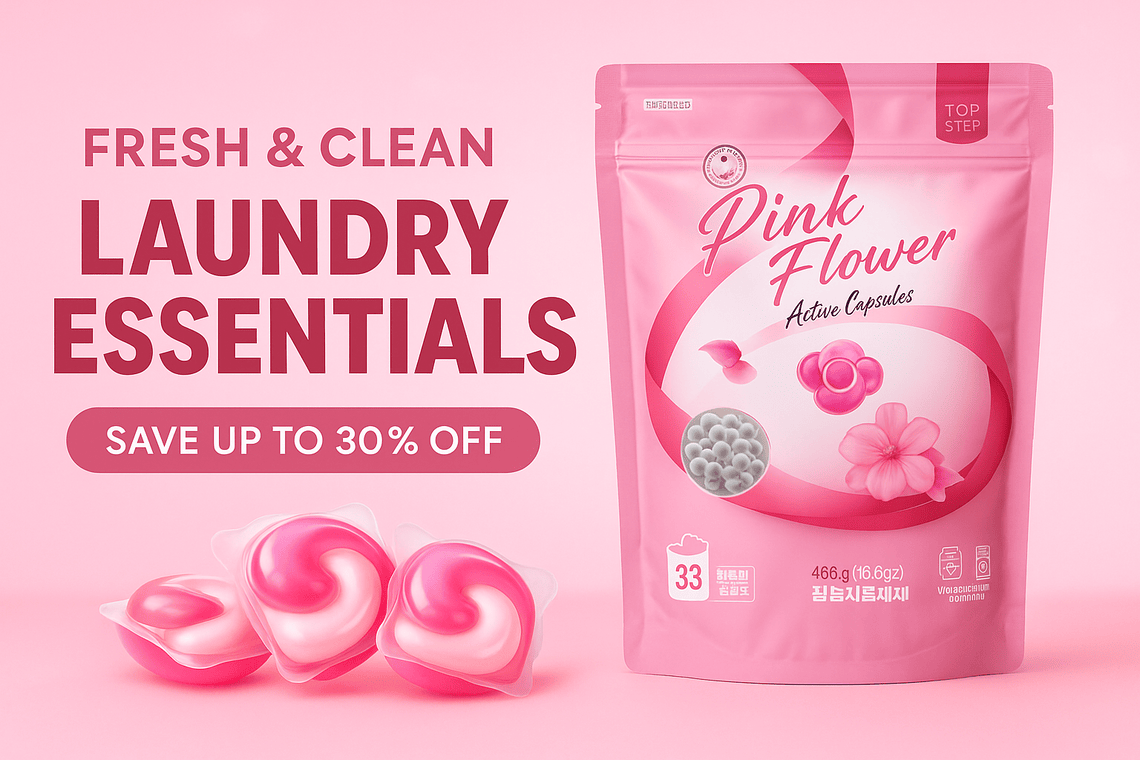 FRESH & CLEAN
LAUNDRY
ESSENTIALS
SAVE UP TO 30% OFF
TOP
STEP
Pink
Flower
Active Capsules
33
466.g (16.6gz)